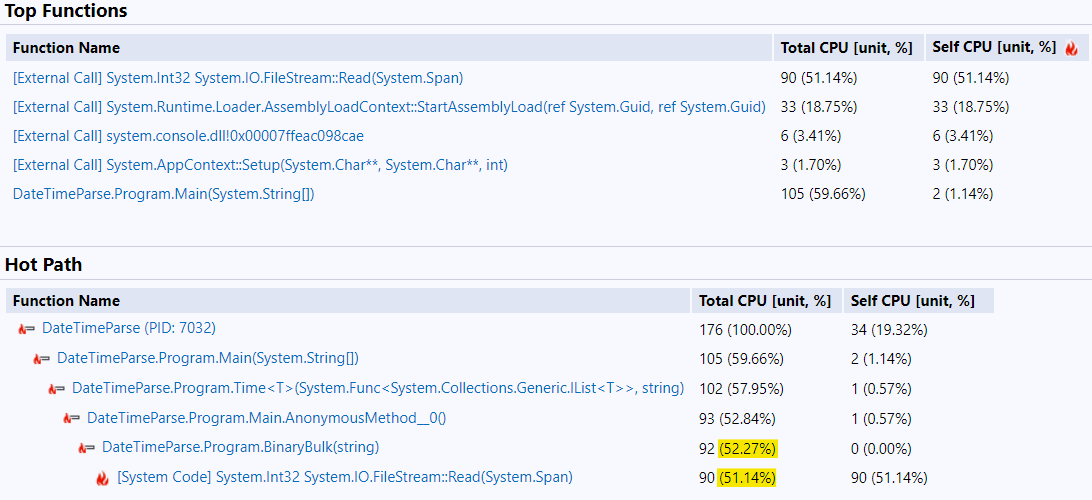 Top Functions
Function Name Total CPU [unit, %] Self CPU [unit, %]
[External Call] System.Int32 System.IO.FileStream::Read(System.Span) 90 (51.14%) 90 (51.14%)
[External Call] System.Runtime.Loader.AssemblyLoadContext::StartAssemblyLoad(ref System.Guid, ref System.Guid) 33 (18.75%) 33 (18.75%)
[External Call] system.console.dll!0x00007ffeac098cae 6 (3.41%) 6 (3.41%)
[External Call] System.AppContext::Setup(System.Char**, System.Char**, int) 3 (1.70%) 3 (1.70%)
DateTimeParse.Program.Main(System.String[]) 105 (59.66%) 2 (1.14%)
Hot Path
Function Name Total CPU [unit, %] Self CPU [unit, %]
DateTimeParse (PID: 7032) 176 (100.00%) 34 (19.32%)
DateTimeParse.Program.Main(System.String[]) 105 (59.66%) 2 (1.14%)
DateTimeParse.Program.Time<T>(System.Func<System.Collections.Generic.IList<T>>, string) 102 (57.95%) 1 (0.57%)
DateTimeParse.Program.Main.AnonymousMethod__0() 93 (52.84%) 1 (0.57%)
DateTimeParse.Program.BinaryBulk(string) 92 (52.27%) 0 (0.00%)
[System Code] System.Int32 System.IO.FileStream::Read(System.Span) 90 (51.14%) 90 (51.14%)